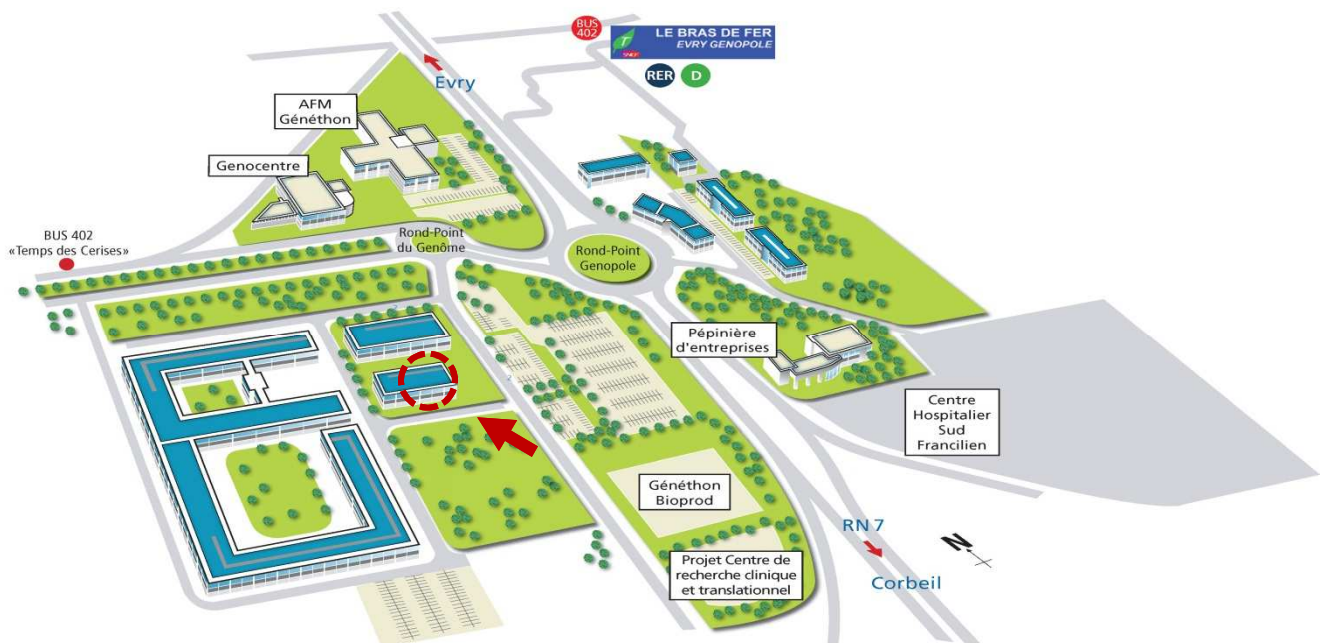 BUS
402
LE BRAS DE FER
EVRY GENOPOLE
T
SNCF
RER
D
Evry
AFM
Généthon
Genocentre
BUS 402
«Temps des Cerises»
Rond-Point
du Génôme
Rond-Point
Genopole
Pépinière
d'entreprises
Centre
Hospitalier
Sud
Francilien
Généthon
Bioprod
RN 7
N
Projet Centre de
recherche clinique
et translationnel
Corbeil